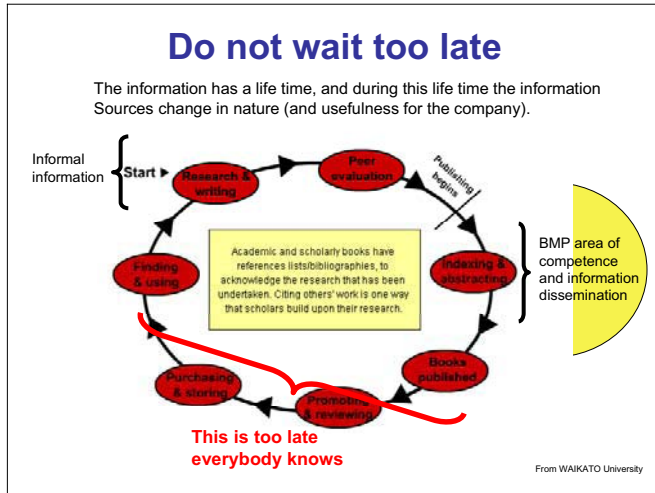 Do not wait too late
The information has a life time, and during this life time the information
Sources change in nature (and usefulness for the company).
Informal
information
Start
Research &
writing
Peer
evaluation
Publishing
begins
Indexing &
abstracting
BMP area of
competence
and information
dissemination
Academic and scholarly books have
references lists/bibliographies, to
acknowledge the research that has been
undertaken. Citing others' work is one way
that scholars build upon their research.
Books
published
Promoting
& reviewing
Purchasing
& storing
Finding
& using
This is too late
everybody knows
From WAIKATO University